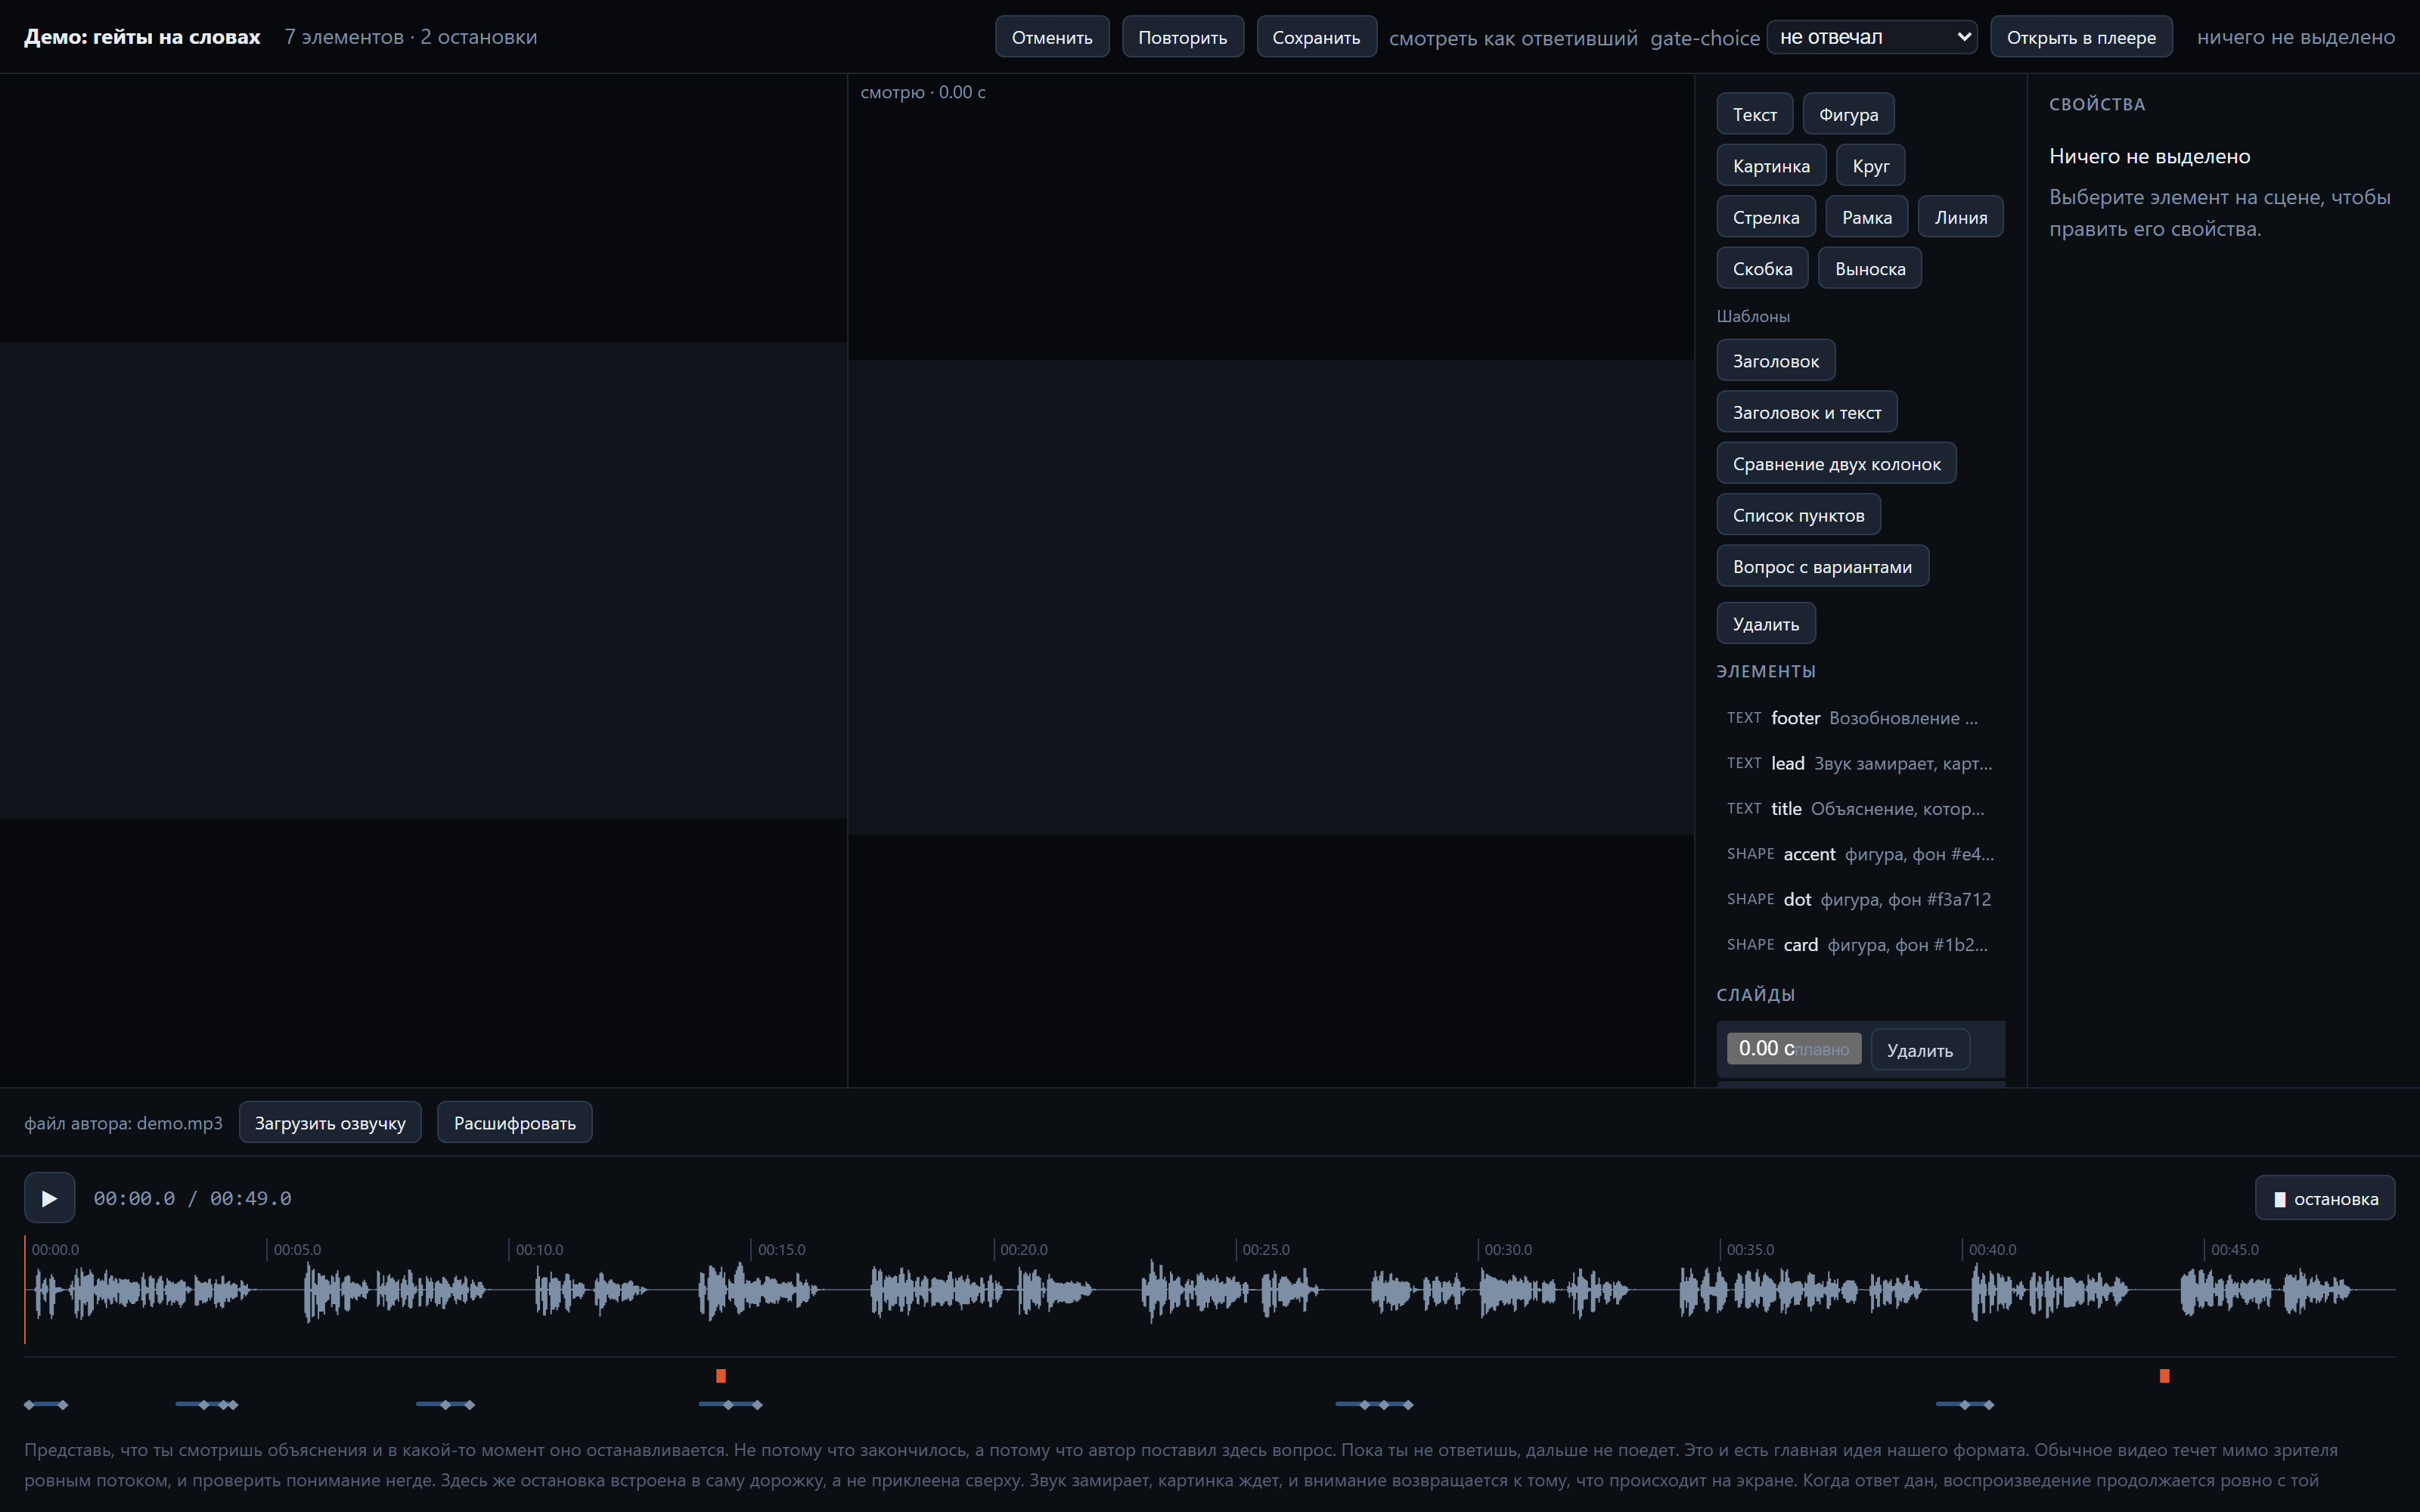 Демо: гейты на словах 7 элементов · 2 остановки Отменить Повторить Сохранить смотреть как ответивший gate-choice не отвечал Открыть в плеере ничего не выделено
смотрю · 0.00 с
Текст Фигура
Картинка Круг
Стрелка Рамка Линия
Скобка Выноска
Шаблоны
Заголовок
Заголовок и текст
Сравнение двух колонок
Список пунктов
Вопрос с вариантами
Удалить
ЭЛЕМЕНТЫ
TEXT footer Возобновление ...
TEXT lead Звук замирает, карт...
TEXT title Объяснение, котор...
SHAPE accent фигура, фон #e4...
SHAPE dot фигура, фон #f3a712
SHAPE card фигура, фон #1b2...
СЛАЙДЫ
0.00 с плавно Удалить
СВОЙСТВА
Ничего не выделено
Выберите элемент на сцене, чтобы
править его свойства.
файл автора: demo.mp3 Загрузить озвучку Расшифровать
00:00.0 / 00:49.0 остановка
00:00.0 00:05.0 00:10.0 00:15.0 00:20.0 00:25.0 00:30.0 00:35.0 00:40.0 00:45.0
Представь, что ты смотришь объяснения и в какой-то момент оно останавливается. Не потому что закончилось, а потому что автор поставил здесь вопрос. Пока ты не ответишь, дальше не поедет. Это и есть главная идея нашего формата. Обычное видео течет мимо зрителя
ровным потоком, и проверить понимание негде. Здесь же остановка встроена в саму дорожку, а не приклеена сверху. Звук замирает, картинка ждет, и внимание возвращается к тому, что происходит на экране. Когда ответ дан, воспроизведение продолжается ровно с той